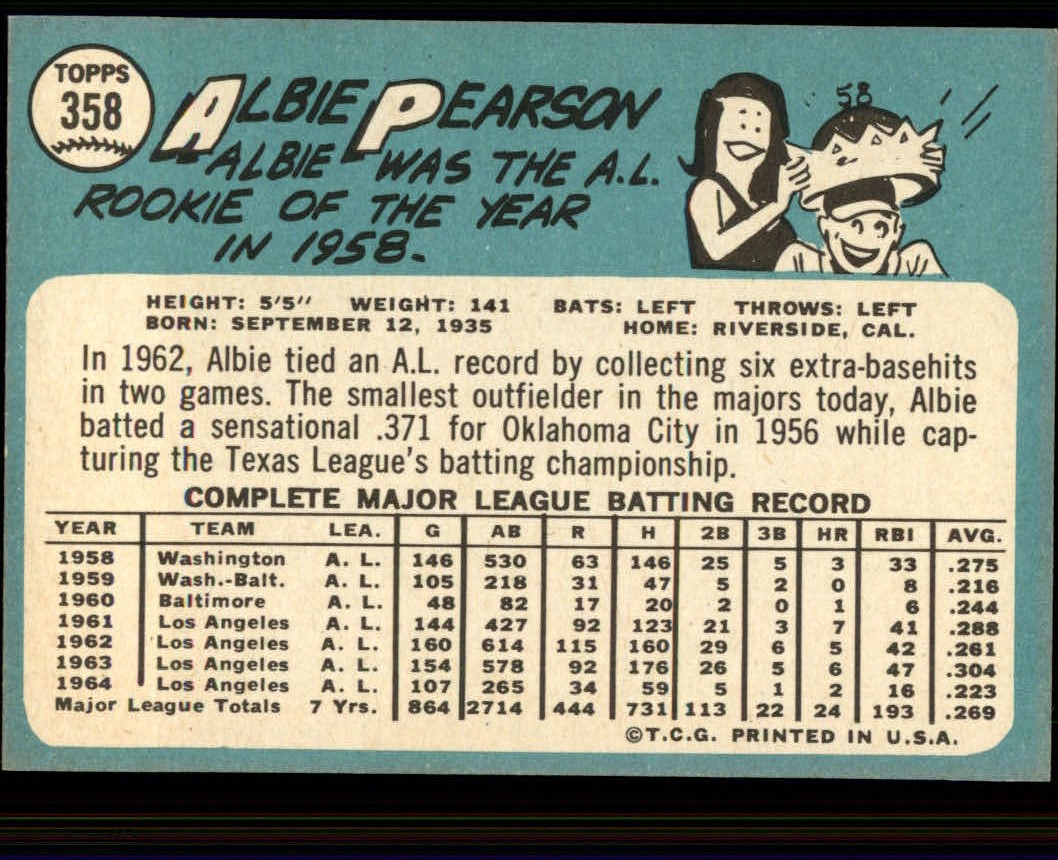 TOPPS
358
ALBIE PEARSON
ALBIE WAS THE A.L.
ROOKIE OF THE YEAR
IN 1958.
58
HEIGHT: 5'5" WEIGHT: 141 BATS: LEFT THROWS: LEFT
BORN: SEPTEMBER 12, 1935 HOME: RIVERSIDE, CAL.
In 1962, Albie tied an A.L. record by collecting six extra-basehits
in two games. The smallest outfielder in the majors today, Albie
batted a sensational .371 for Oklahoma City in 1956 while cap-
turing the Texas League's batting championship.
COMPLETE MAJOR LEAGUE BATTING RECORD
YEAR TEAM LEA. G AB R H 2B 3B HR RBI AVG.
1958 Washington A. L. 146 530 63 146 25 5 3 33 .275
1959 Wash.-Balt. A. L. 105 218 31 47 5 2 0 8 .216
1960 Baltimore A. L. 48 82 17 20 2 0 1 6 .244
1961 Los Angeles A. L. 144 427 92 123 21 3 7 41 .288
1962 Los Angeles A. L. 160 614 115 160 29 6 5 42 .261
1963 Los Angeles A. L. 154 578 92 176 26 5 6 47 .304
1964 Los Angeles A. L. 107 265 34 59 5 1 2 16 .223
Major League Totals 7 Yrs. 864 2714 444 731 113 22 24 193 .269
©T.C.G. PRINTED IN U.S.A.